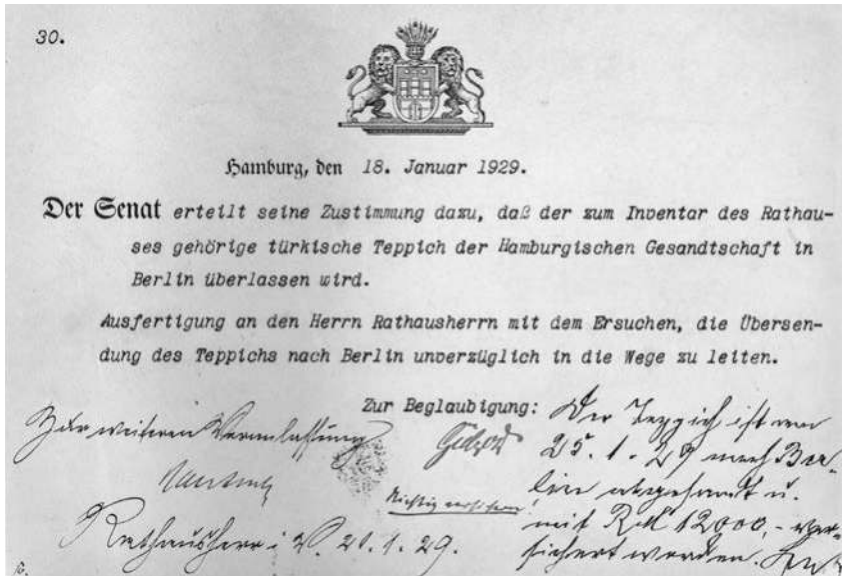 30.
Hamburg, den 18. Januar 1929.
Der Senat erteilt seine Zustimmung dazu, daß der zum Inventar des Rathau-
ses gehörige türkische Teppich der Hamburgischen Gesandtschaft in
Berlin überlassen wird.
Ausfertigung an den Herrn Rathausherrn mit dem Ersuchen, die Übersen-
dung des Teppichs nach Berlin unverzüglich in die Wege zu leiten.
Zur Beglaubigung:
Zur weiteren Veranlassung
Rathausherr i. V. 21.1.29.
Der Teppich ist am
25.1.29 nach Ber-
lin abgesandt u.
mit RM 12000,- ver-
sichert worden.